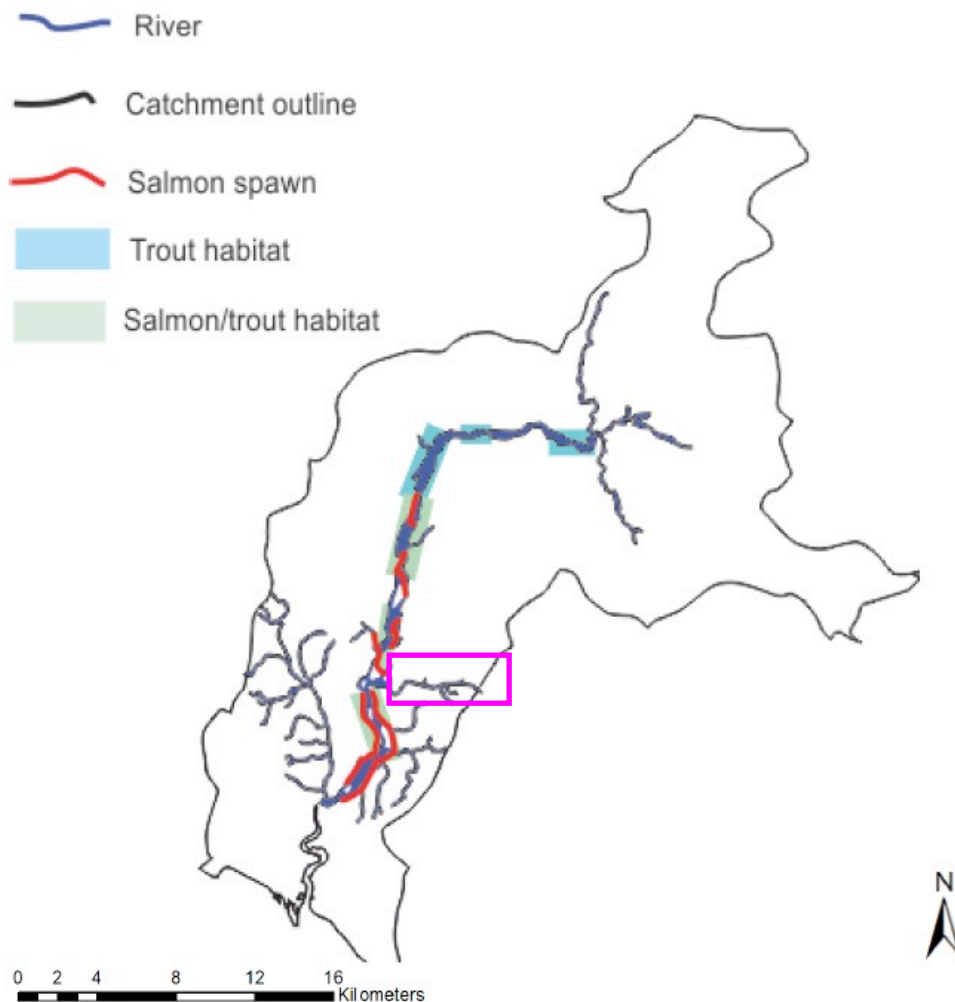 River
Catchment outline
Salmon spawn
Trout habitat
Salmon/trout habitat
N
0 2 4 8 12 16
Kilometers